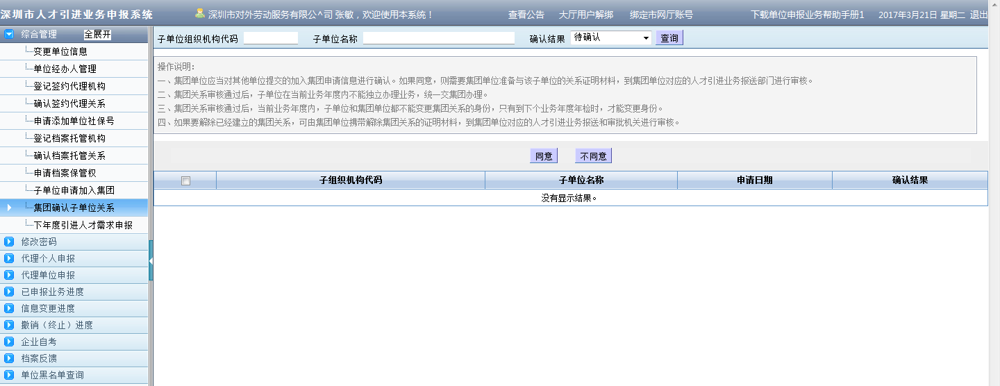 深圳市人才引进业务申报系统 深圳市对外劳动服务有限公^司 张敏，欢迎使用本系统！ 查看公告 大厅用户解绑 绑定市网厅账号 下载单位申报业务帮助手册1 2017年3月21日 星期二 退出
综合管理 全展开
变更单位信息
单位经办人管理
登记签约代理机构
确认签约代理关系
申请添加单位社保号
登记档案托管机构
确认档案托管关系
申请档案保管权
子单位申请加入集团
集团确认子单位关系
下年度引进人才需求申报
修改密码
代理个人申报
代理单位申报
已申报业务进度
信息变更进度
撤销（终止）进度
企业自考
档案反馈
单位黑名单查询
子单位组织机构代码 子单位名称 确认结果 待确认 查询
操作说明:
一、集团单位应当对其他单位提交的加入集团申请信息进行确认。如果同意，则需要集团单位准备与该子单位的关系证明材料，到集团单位对应的人才引进业务报送部门进行审核。
二、集团关系审核通过后，子单位在当前业务年度内不能独立办理业务，统一交集团办理。
三、集团关系审核通过后，当前业务年度内，子单位和集团单位都不能变更集团关系的身份，只有到下个业务年度年检时，才能变更身份。
四、如果要解除已经建立的集团关系，可由集团单位携带解除集团关系的证明材料，到集团单位对应的人才引进业务报送和审批机关进行审核。
同意 不同意
子组织机构代码 子单位名称 申请日期 确认结果
没有显示结果。